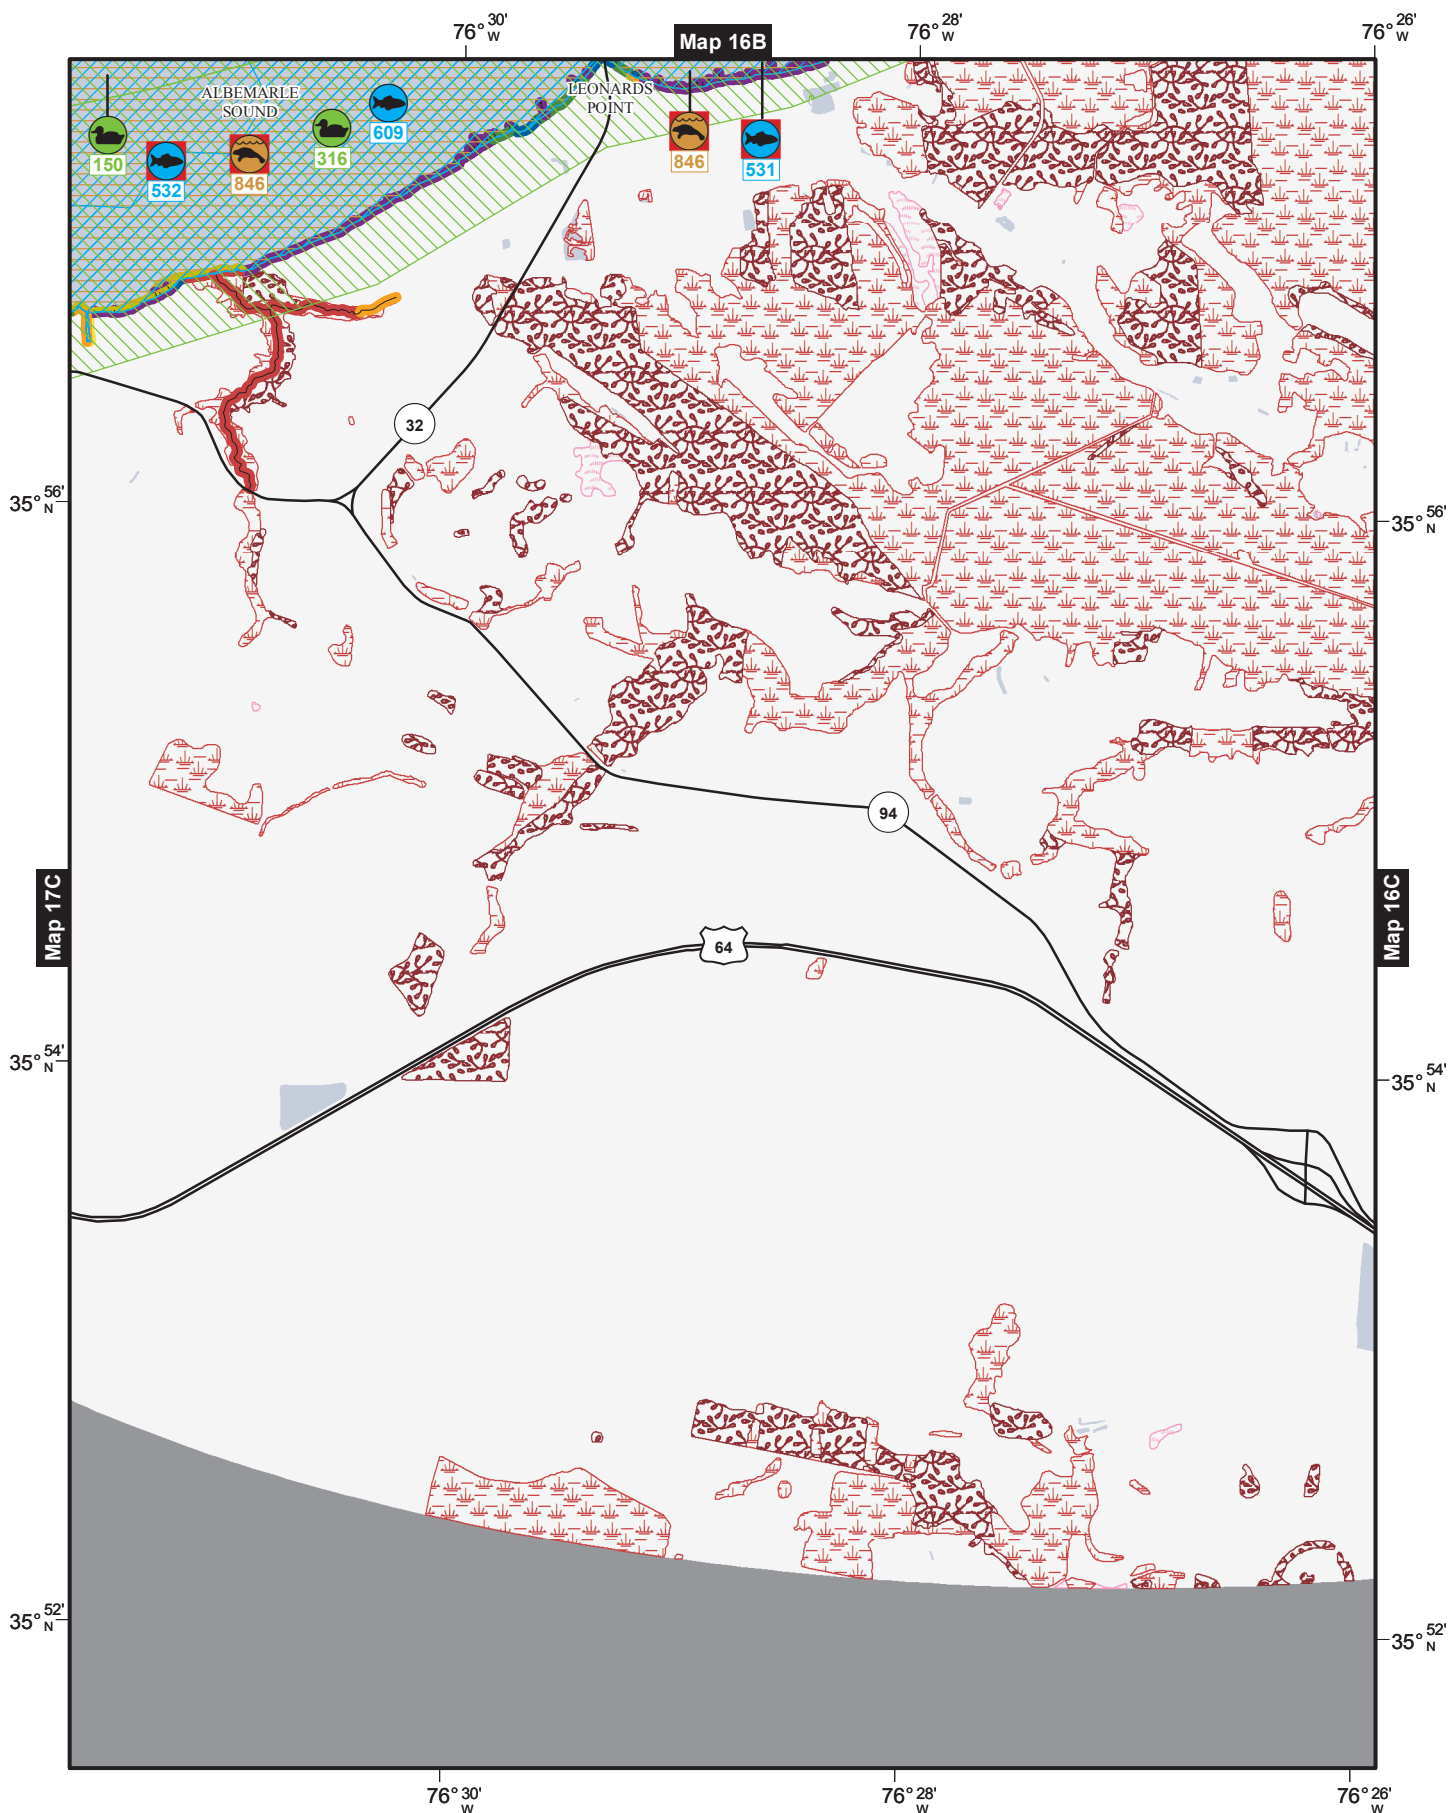 76° 30' W
Map 16B
76° 28' W
76° 26' W
ALBEMARLE
SOUND
LEONARDS
POINT
150
532
846
316
609
846
531
32
35° 56' N
35° 56' N
94
Map 17C
Map 16C
64
35° 54' N
35° 54' N
35° 52' N
35° 52' N
76° 30' W
76° 28' W
76° 26' W